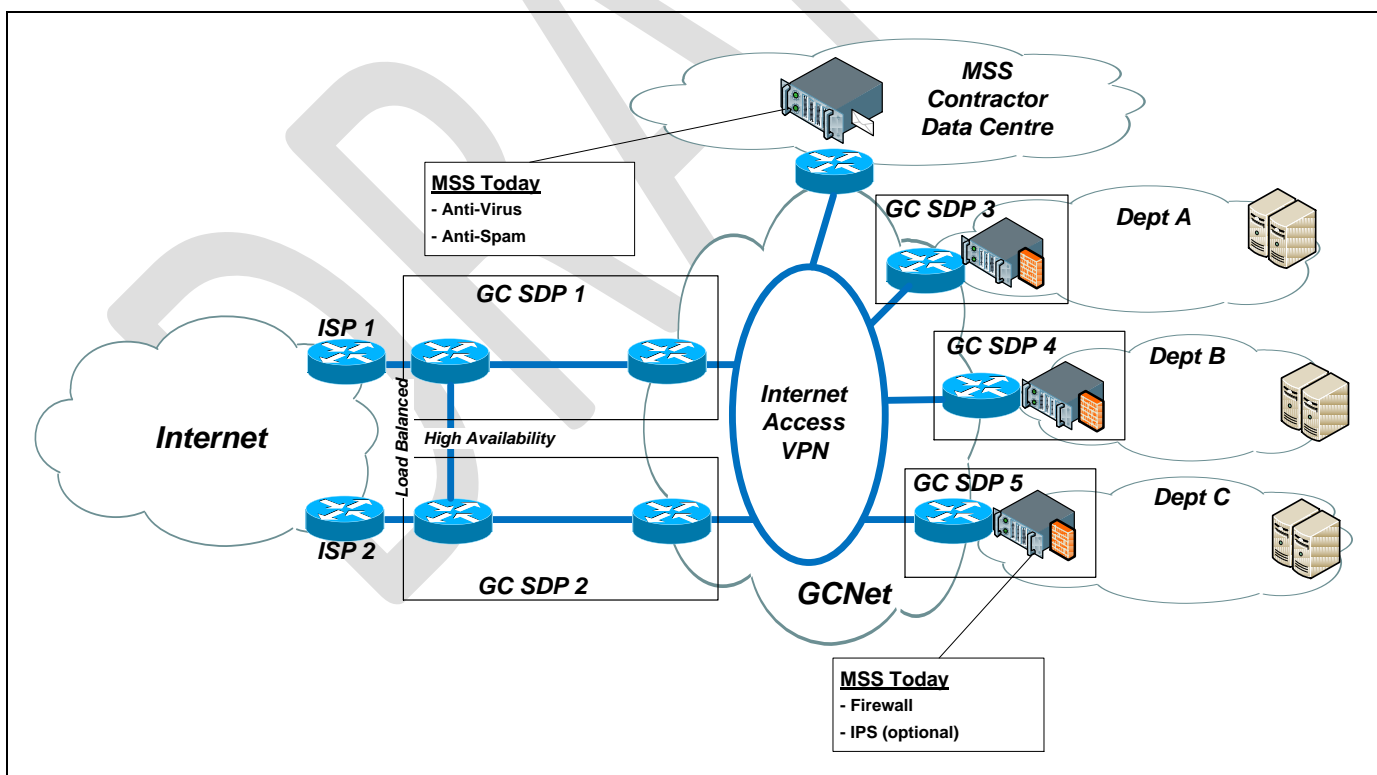 MSS
Contractor
Data Centre
MSS Today
- Anti-Virus
- Anti-Spam
GC SDP 3
Dept A
GC SDP 1
ISP 1
GC SDP 4
Dept B
Internet
Load Balanced
High Availability
Internet
Access
VPN
GC SDP 5
Dept C
ISP 2
GC SDP 2
GCNet
MSS Today
- Firewall
- IPS (optional)
DRA